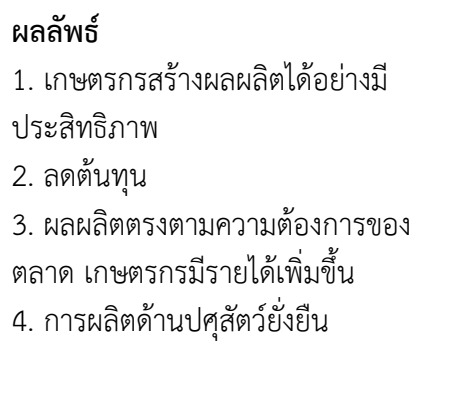 ผลลัพธ์
1. เกษตรกรสร้างผลผลิตได้อย่างมี
ประสิทธิภาพ
2. ลดต้นทุน
3. ผลผลิตตรงตามความต้องการของ
ตลาด เกษตรกรมีรายได้เพิ่มขึ้น
4. การผลิตด้านปศุสัตว์ยั่งยืน